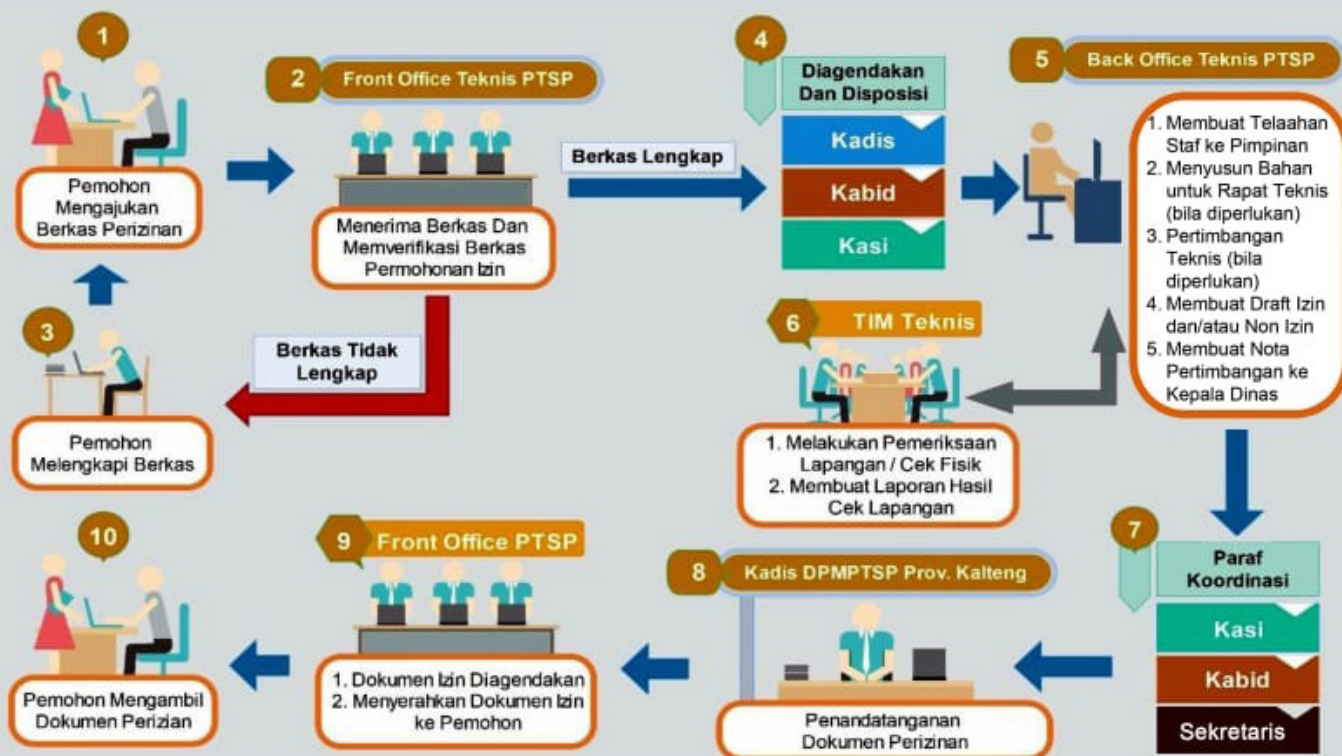 1
Pemohon
Mengajukan
Berkas Perizinan
2
Front Office Teknis PTSP
Menerima Berkas Dan
Memverifikasi Berkas
Permohonan Izin
Berkas Lengkap
Berkas Tidak
Lengkap
3
Pemohon
Melengkapi Berkas
4
Diagendakan
Dan Disposisi
Kadis
Kabid
Kasi
5
Back Office Teknis PTSP
1. Membuat Telaahan
Staf ke Pimpinan
2. Menyusun Bahan
untuk Rapat Teknis
(bila diperlukan)
3. Pertimbangan
Teknis (bila
diperlukan)
4. Membuat Draft Izin
dan/atau Non Izin
5. Membuat Nota
Pertimbangan ke
Kepala Dinas
6
TIM Teknis
1. Melakukan Pemeriksaan
Lapangan / Cek Fisik
2. Membuat Laporan Hasil
Cek Lapangan
7
Paraf
Koordinasi
Kasi
Kabid
Sekretaris
8
Kadis DPMPTSP Prov. Kalteng
Penandatanganan
Dokumen Perizinan
9
Front Office PTSP
1. Dokumen Izin Diagendakan
2. Menyerahkan Dokumen Izin
ke Pemohon
10
Pemohon Mengambil
Dokumen Perizian